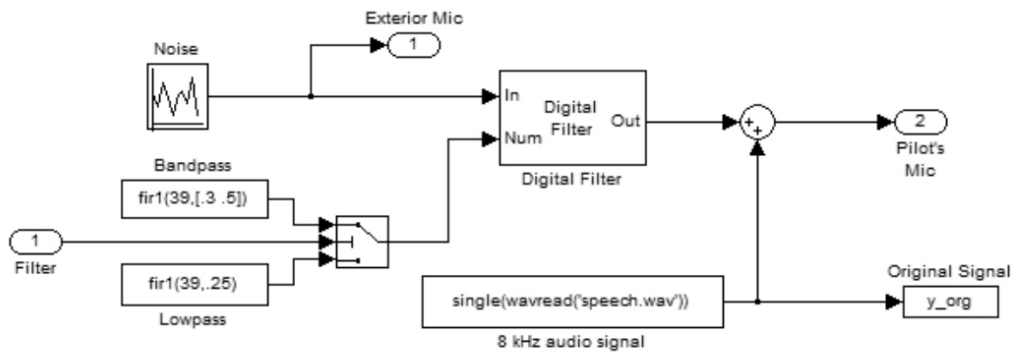 Exterior Mic
1
Noise
In
Digital
Filter
Out
Num
2
Pilot's
Mic
Bandpass
Digital Filter
fir1(39,[.3 .5])
1
Filter
fir1(39,.25)
Lowpass
single(wavread('speech.wav'))
8 kHz audio signal
Original Signal
y_org